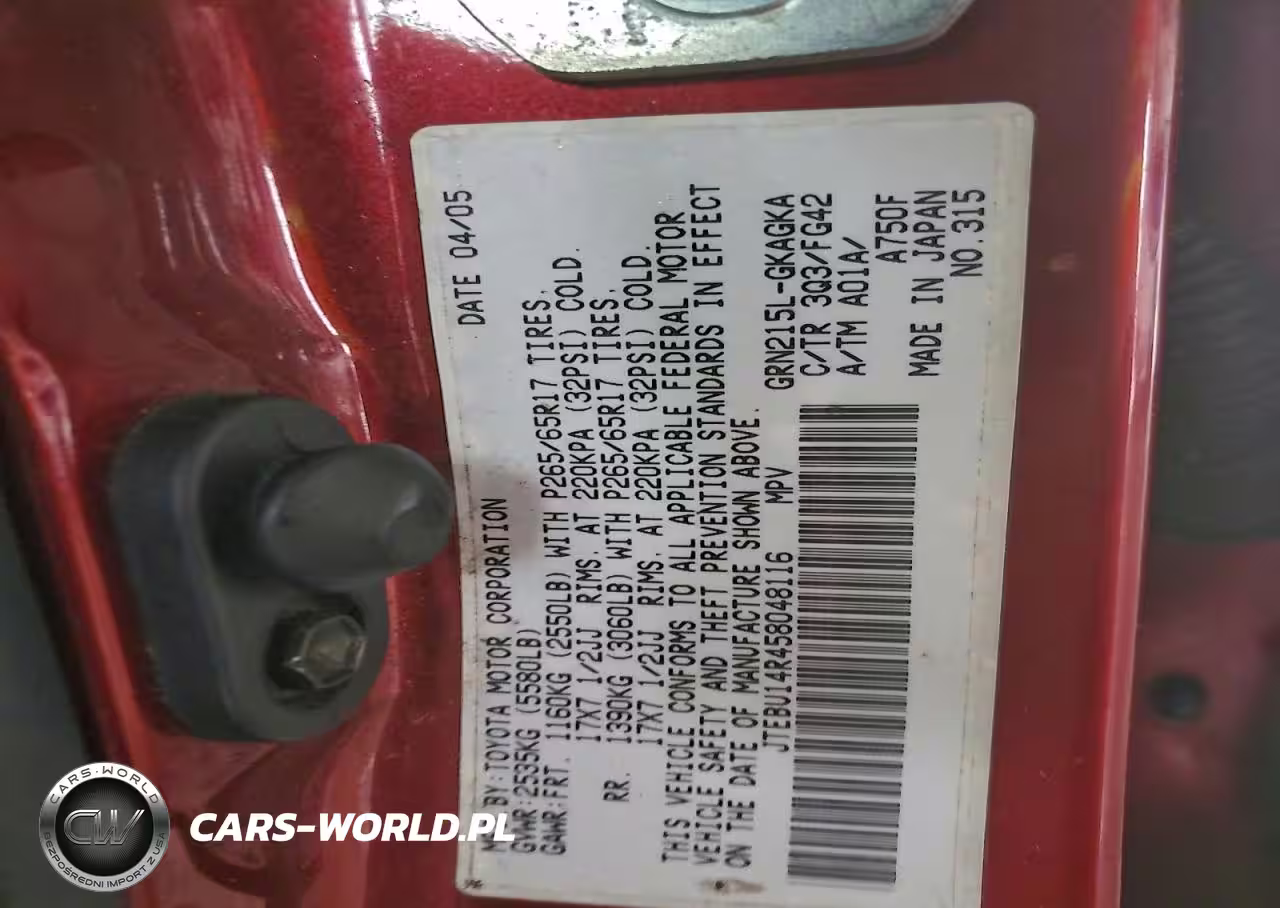 MFD BY:TOYOTA MOTOR CORPORATION DATE 04/05
GVWR:2535KG (5580LB)
GAWR:FRT. 1160KG (2550LB) WITH P265/65R17 TIRES,
17X7 1/2JJ RIMS, AT 220KPA (32PSI) COLD.
RR. 1390KG (3060LB) WITH P265/65R17 TIRES,
17X7 1/2JJ RIMS, AT 220KPA (32PSI) COLD.
THIS VEHICLE CONFORMS TO ALL APPLICABLE FEDERAL MOTOR
VEHICLE SAFETY AND THEFT PREVENTION STANDARDS IN EFFECT
ON THE DATE OF MANUFACTURE SHOWN ABOVE.
JTEBU14R458048116 MPV GRN215L-GKAGKA
C/TR 3Q3/FG42
A/TM A01A/
A750F
MADE IN JAPAN
NO.315
CARS-WORLD
CW
BEZPOŚREDNI IMPORT Z USA
CARS-WORLD.PL